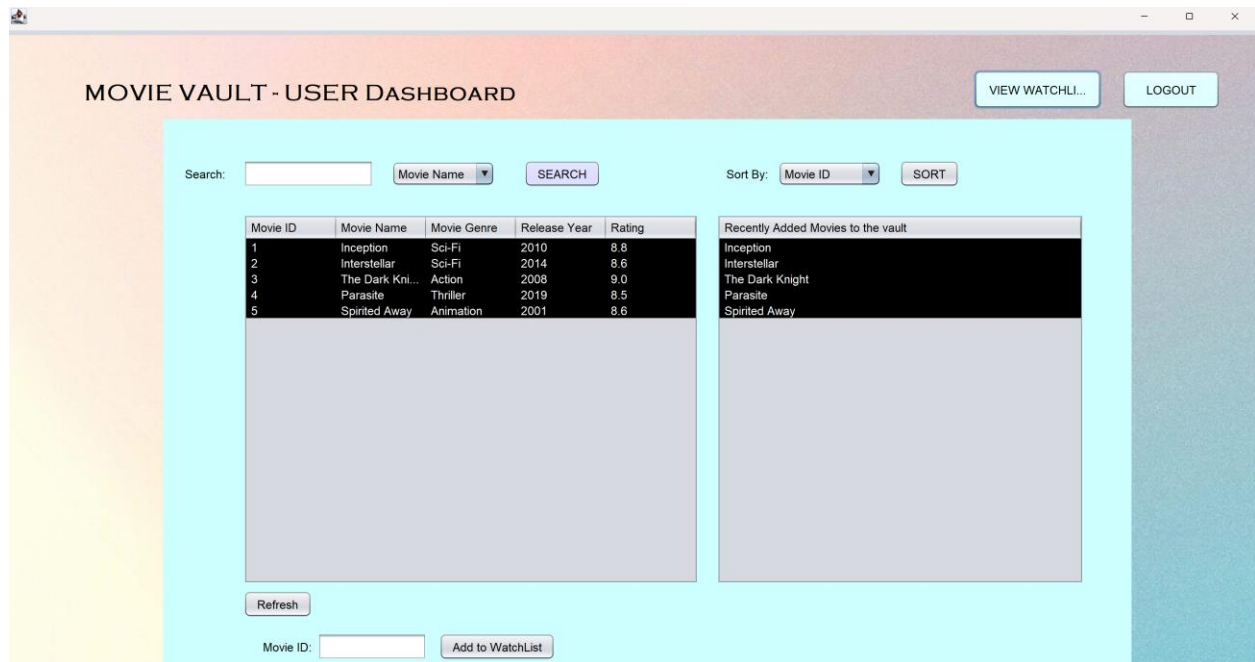 MOVIE VAULT - USER DASHBOARD
VIEW WATCHLI...
LOGOUT
Search:
Movie Name
SEARCH
Sort By:
Movie ID
SORT
Movie ID Movie Name Movie Genre Release Year Rating
1 Inception Sci-Fi 2010 8.8
2 Interstellar Sci-Fi 2014 8.6
3 The Dark Kni... Action 2008 9.0
4 Parasite Thriller 2019 8.5
5 Spirited Away Animation 2001 8.6
Recently Added Movies to the vault
Inception
Interstellar
The Dark Knight
Parasite
Spirited Away
Refresh
Movie ID:
Add to WatchList